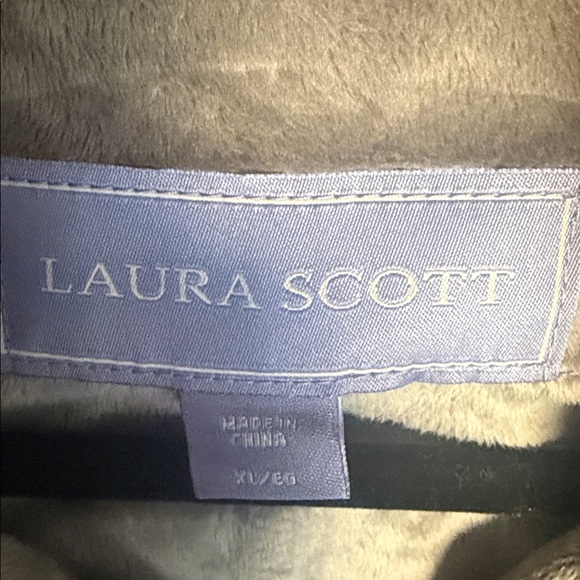 LAURA SCOTT
MADE IN
CHINA
XL/EG